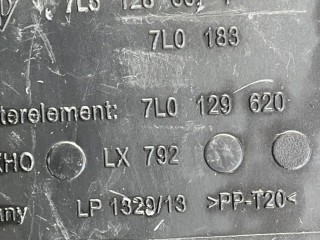 7L0 183
terelement: 7L0 129 620
KHO LX 792
any LP 1329/13 >PP-T20<